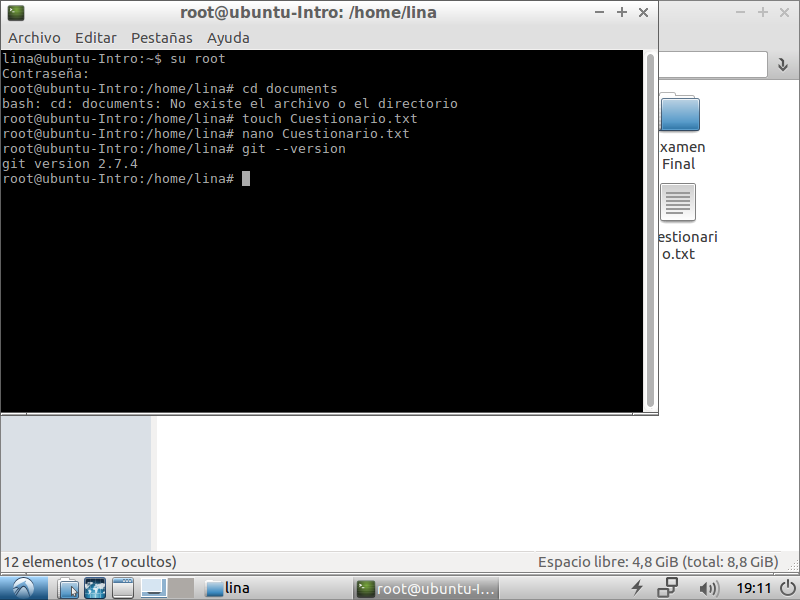 root@ubuntu-Intro: /home/lina
Archivo Editar Pestañas Ayuda
lina@ubuntu-Intro:~$ su root
Contraseña:
root@ubuntu-Intro:/home/lina# cd documents
bash: cd: documents: No existe el archivo o el directorio
root@ubuntu-Intro:/home/lina# touch Cuestionario.txt
root@ubuntu-Intro:/home/lina# nano Cuestionario.txt
root@ubuntu-Intro:/home/lina# git --version
git version 2.7.4
root@ubuntu-Intro:/home/lina#
xamen
Final
estionari
o.txt
12 elementos (17 ocultos)
Espacio libre: 4,8 GiB (total: 8,8 GiB)
lina
root@ubuntu-I...
19:11